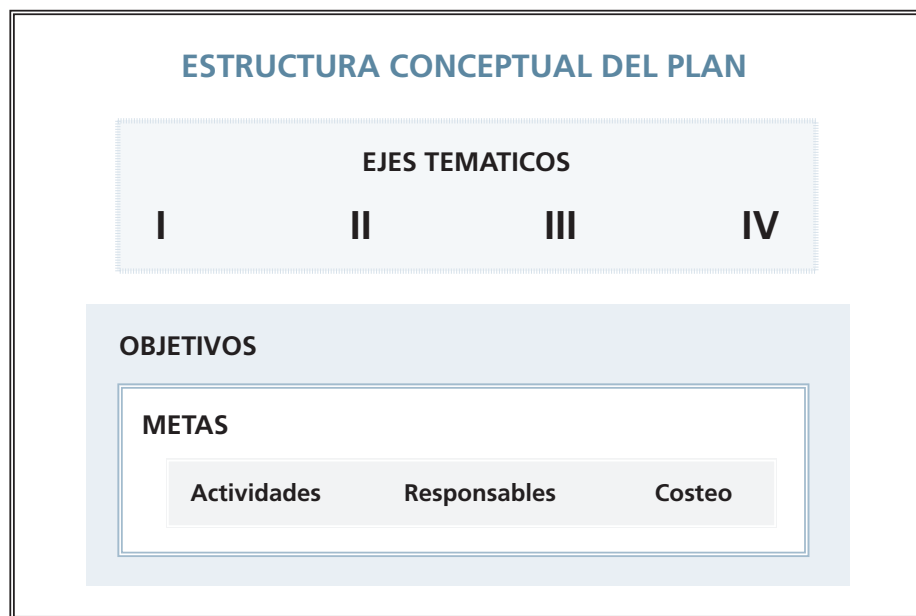 ESTRUCTURA CONCEPTUAL DEL PLAN
EJES TEMATICOS
I II III IV
OBJETIVOS
METAS
Actividades Responsables Costeo